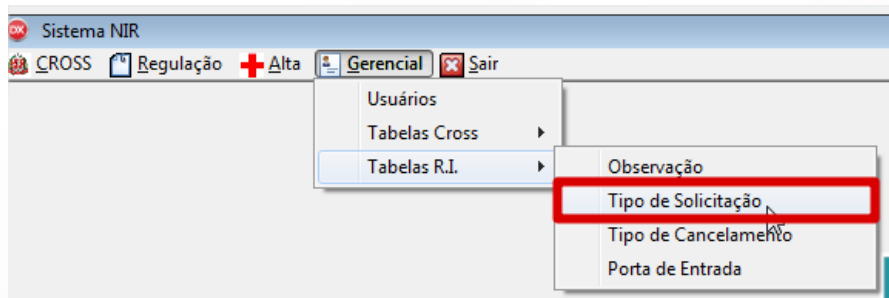 Sistema NIR
CROSS Regulação Alta Gerencial Sair
Usuários
Tabelas Cross
Tabelas R.I.
Observação
Tipo de Solicitação
Tipo de Cancelamento
Porta de Entrada